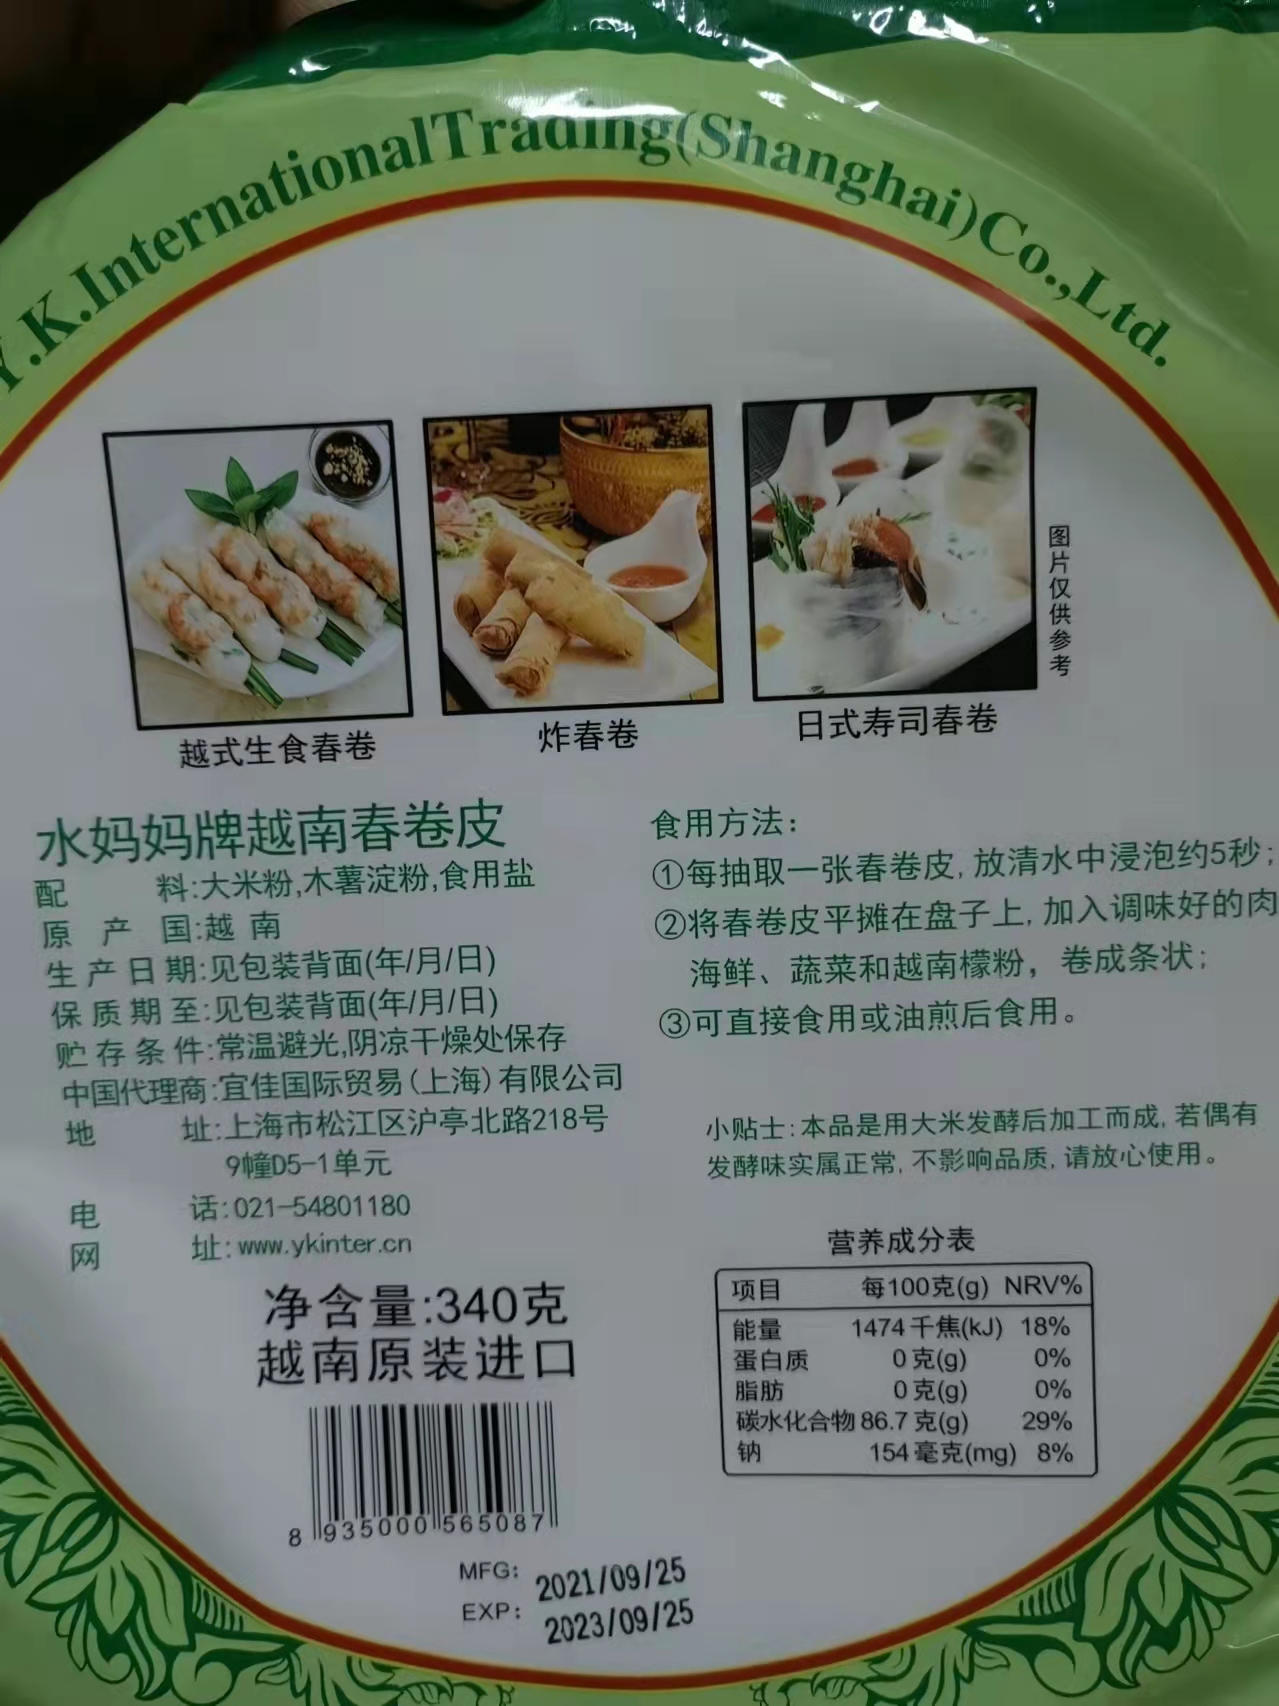 Y.K.International Trading(Shanghai)Co.,Ltd.
图片仅供参考
越式生食春卷
炸春卷
日式寿司春卷
水妈妈牌越南春卷皮
配料:大米粉,木薯淀粉,食用盐
原产国:越南
生产日期:见包装背面(年/月/日)
保质期至:见包装背面(年/月/日)
贮存条件:常温避光,阴凉干燥处保存
中国代理商:宜佳国际贸易(上海)有限公司
地址:上海市松江区沪亭北路218号
9幢D5-1单元
电话:021-54801180
网址:www.ykinter.cn
净含量:340克
越南原装进口
8 935000 565087
食用方法:
①每抽取一张春卷皮,放清水中浸泡约5秒;
②将春卷皮平摊在盘子上,加入调味好的肉
海鲜、蔬菜和越南檬粉，卷成条状;
③可直接食用或油煎后食用。
小贴士:本品是用大米发酵后加工而成,若偶有
发酵味实属正常,不影响品质,请放心使用。
营养成分表
项目 每100克(g) NRV%
能量 1474千焦(kJ) 18%
蛋白质 0克(g) 0%
脂肪 0克(g) 0%
碳水化合物 86.7克(g) 29%
钠 154毫克(mg) 8%
MFG: 2021/09/25
EXP: 2023/09/25